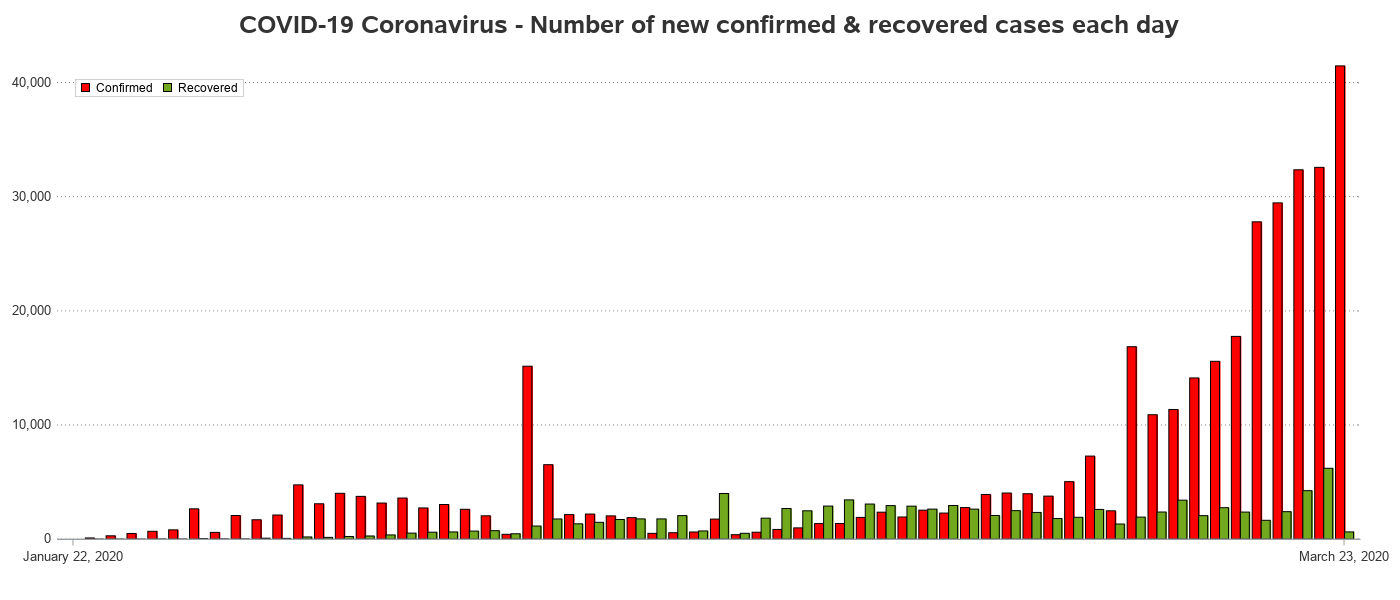 COVID-19 Coronavirus - Number of new confirmed & recovered cases each day
40,000
Confirmed Recovered
30,000
20,000
10,000
0
January 22, 2020 March 23, 2020